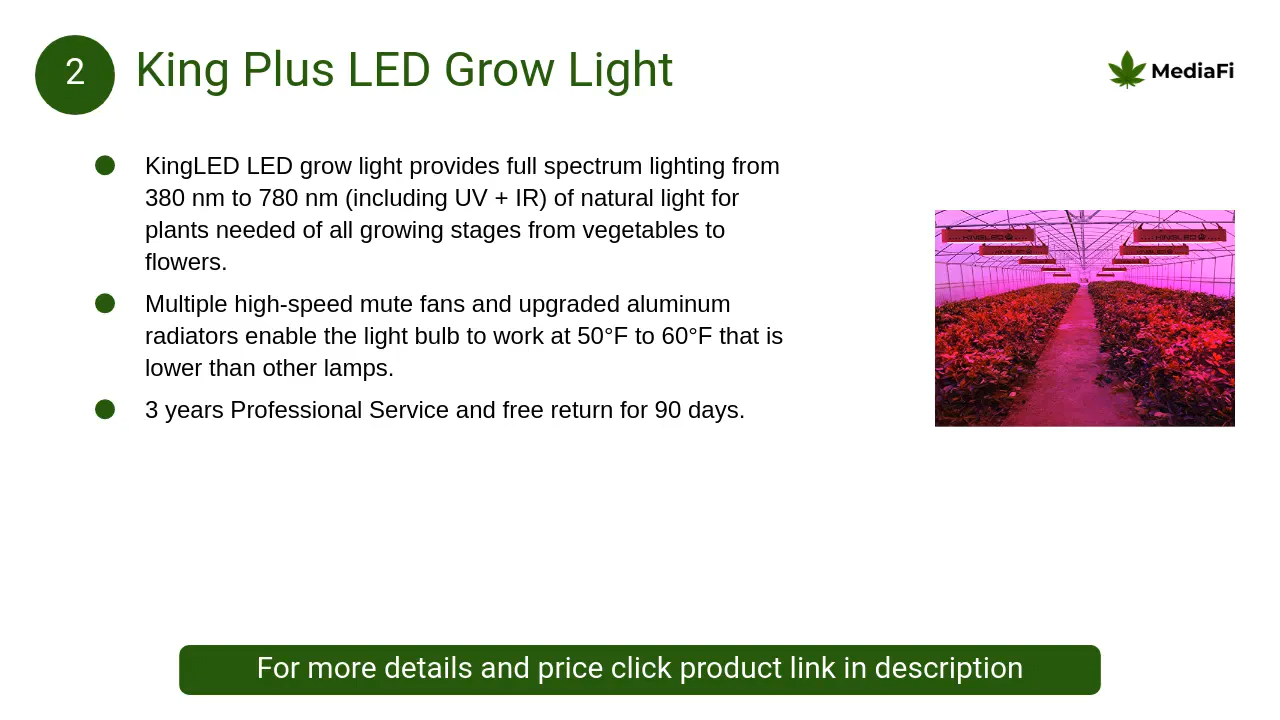 2
King Plus LED Grow Light
MediaFi
KingLED LED grow light provides full spectrum lighting from
380 nm to 780 nm (including UV + IR) of natural light for
plants needed of all growing stages from vegetables to
flowers.
Multiple high-speed mute fans and upgraded aluminum
radiators enable the light bulb to work at 50°F to 60°F that is
lower than other lamps.
3 years Professional Service and free return for 90 days.
KINGLED
KINGLED
For more details and price click product link in description